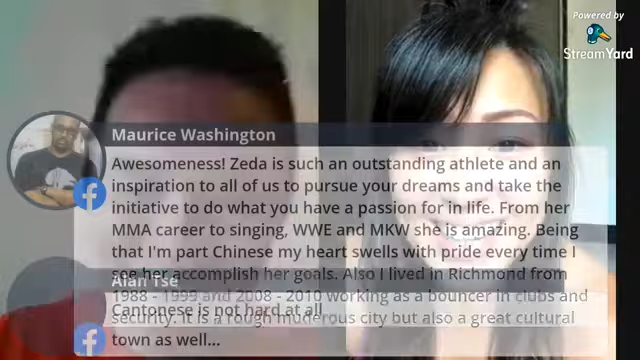 Powered by
StreamYard
Maurice Washington
Awesomeness! Zeda is such an outstanding athlete and an
inspiration to all of us to pursue your dreams and take the
initiative to do what you have a passion for in life. From her
MMA career to singing, WWE and MKW she is amazing. Being
that I'm part Chinese my heart swells with pride every time I
see her accomplish her goals. Also I lived in Richmond from
Alan Tse
1988 - 1995 and 2008 - 2010 working as a bouncer in clubs and
Cantonese is not hard at all
security. It is a rough murderous city but also a great cultural
town as well...